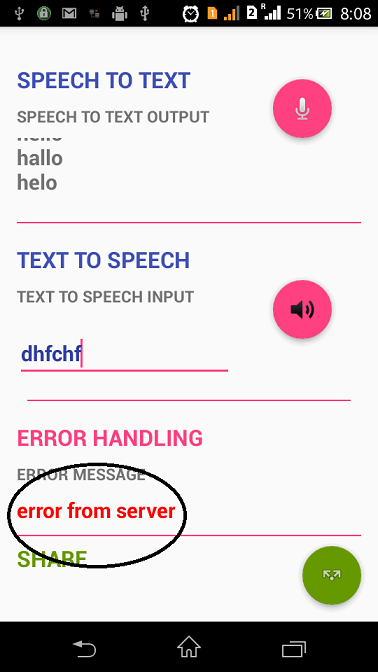 51% 8:08
SPEECH TO TEXT
SPEECH TO TEXT OUTPUT
hello
hallo
helo
TEXT TO SPEECH
TEXT TO SPEECH INPUT
dhfchf
ERROR HANDLING
ERROR MESSAGE
error from server
SHARE